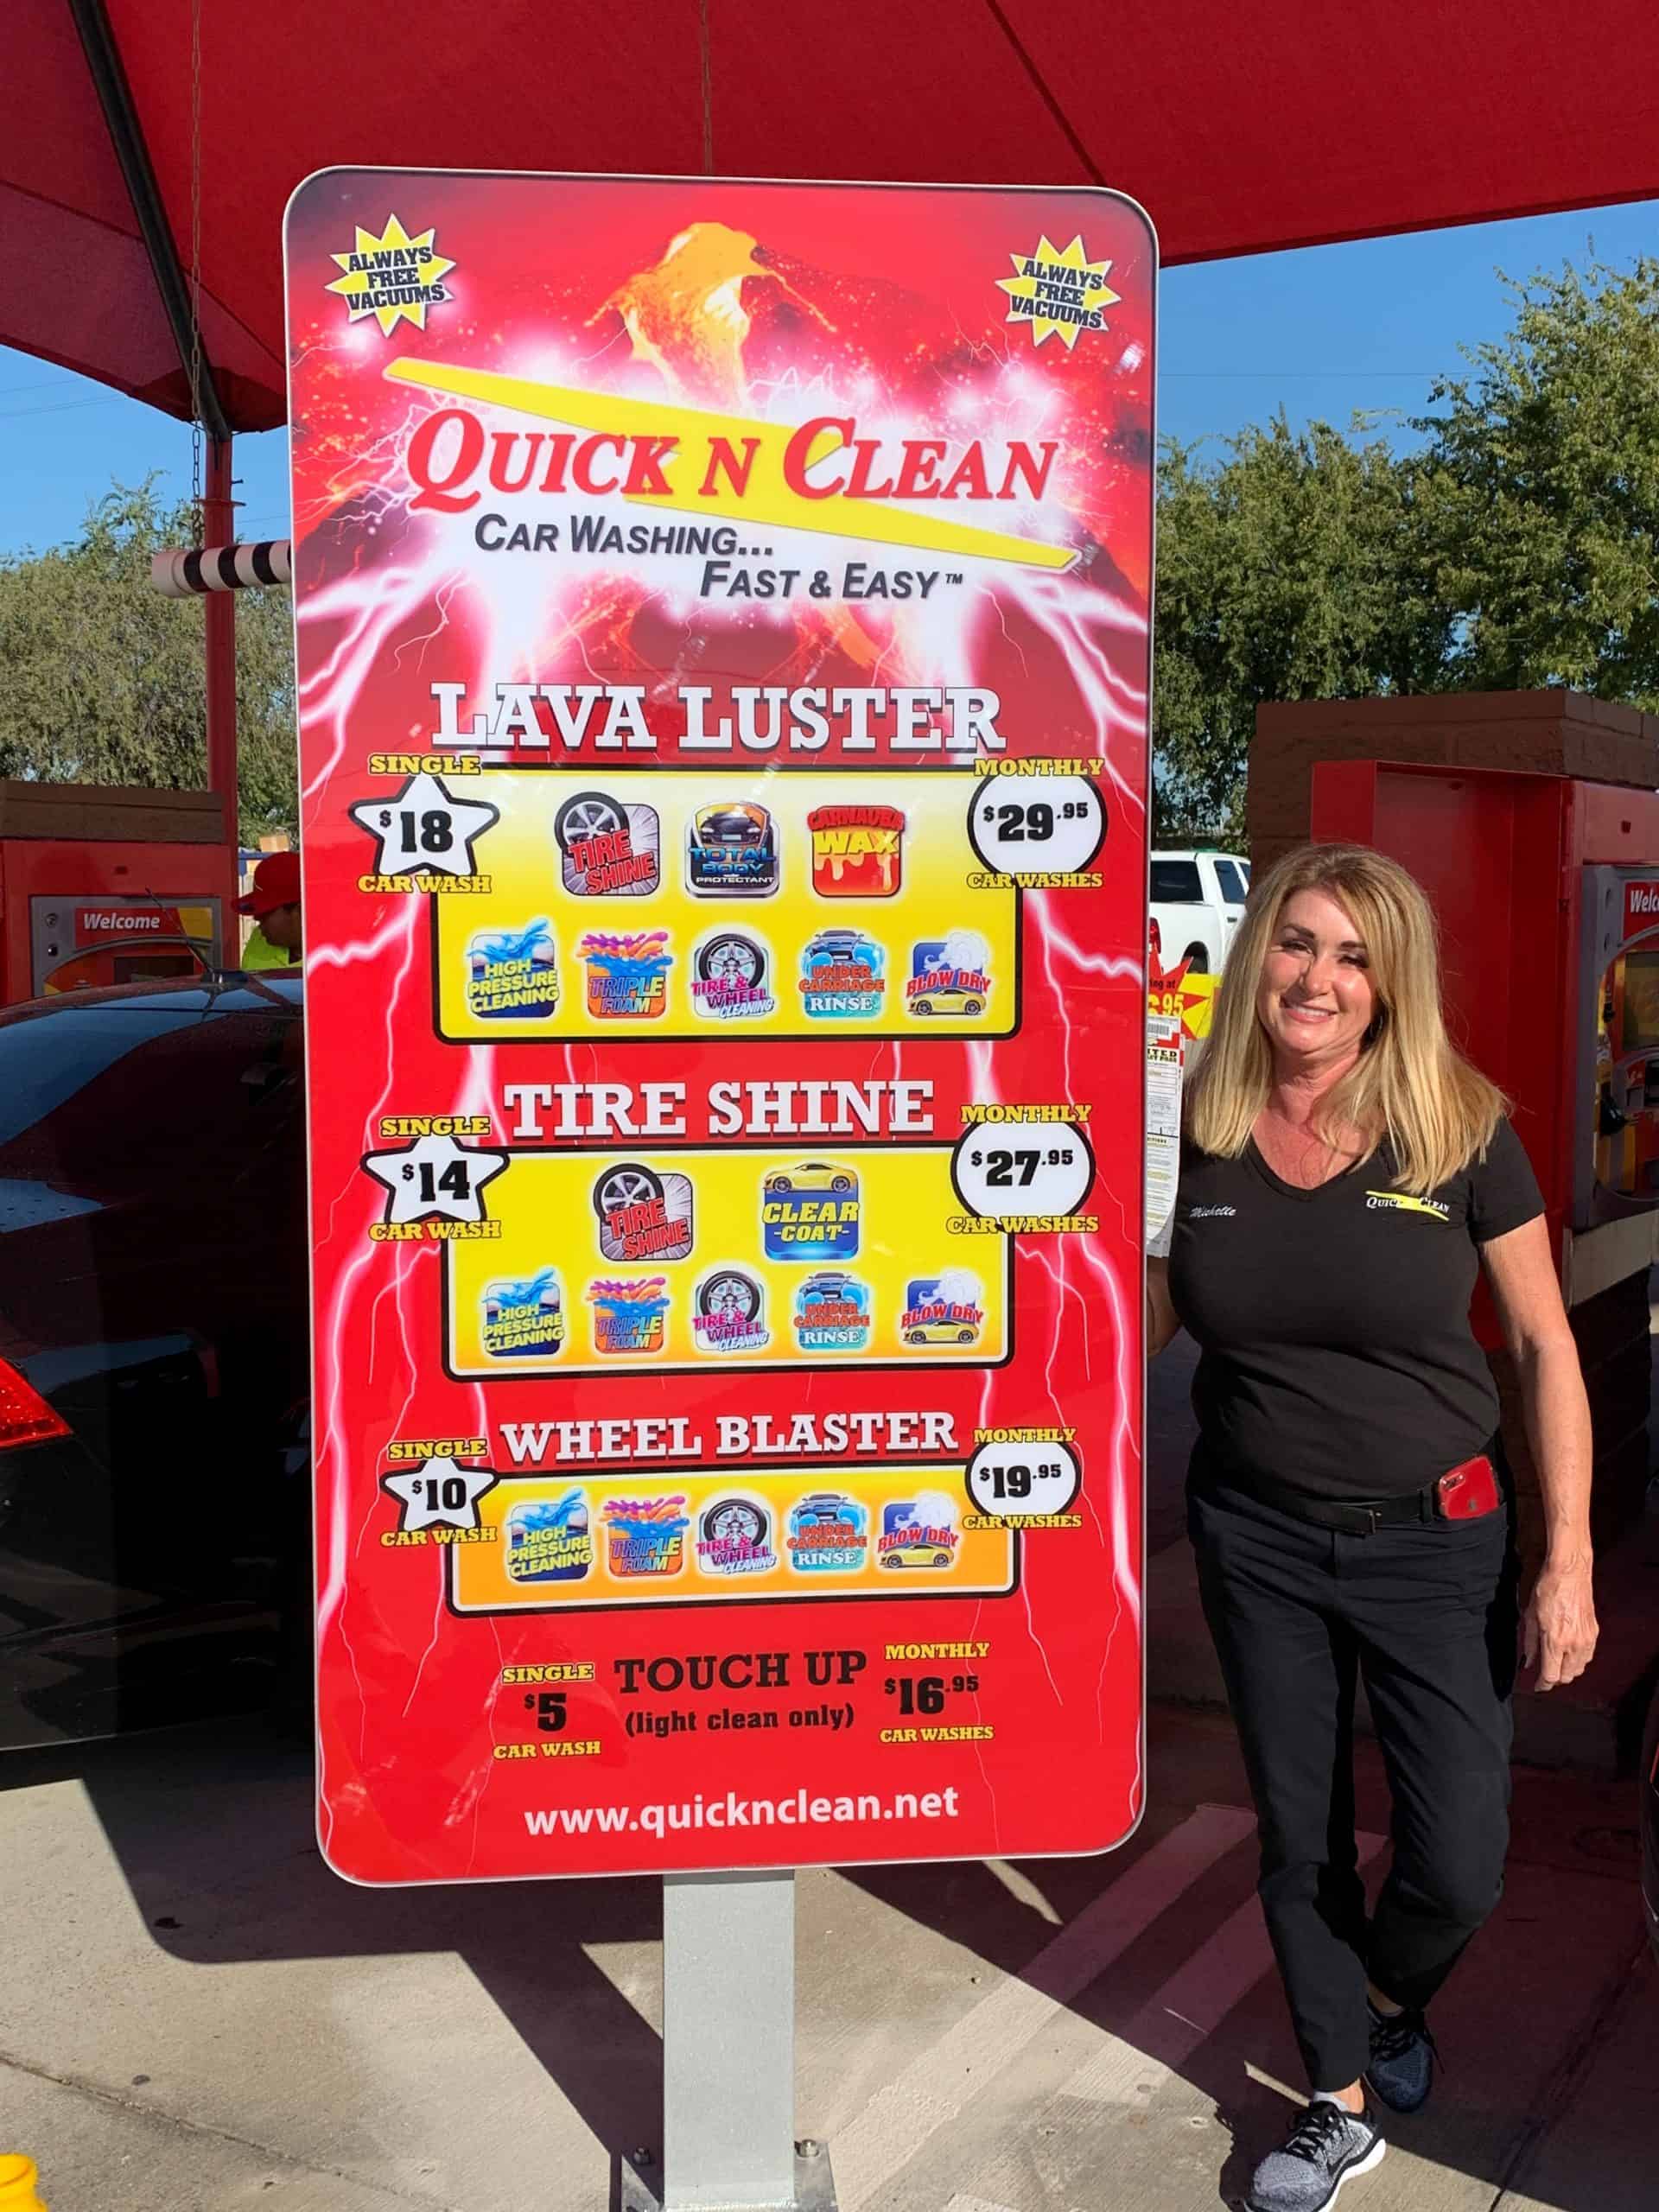 ALWAYS
FREE
VACUUMS
ALWAYS
FREE
VACUUMS
QUICK N CLEAN
CAR WASHING...
FAST & EASY™
LAVA LUSTER
SINGLE
$18
CAR WASH
MONTHLY
$29.95
CAR WASHES
TIRE
SHINE
TOTAL
BODY
PROTECTANT
CARNAUBA
WAX
HIGH
PRESSURE
CLEANING
TRIPLE
FOAM
TIRE &
WHEEL
CLEANING
UNDER
CARRIAGE
RINSE
BLOW DRY
TIRE SHINE
SINGLE
$14
CAR WASH
MONTHLY
$27.95
CAR WASHES
TIRE
SHINE
CLEAR
-COAT-
HIGH
PRESSURE
CLEANING
TRIPLE
FOAM
TIRE &
WHEEL
CLEANING
UNDER
CARRIAGE
RINSE
BLOW DRY
WHEEL BLASTER
SINGLE
$10
CAR WASH
MONTHLY
$19.95
CAR WASHES
HIGH
PRESSURE
CLEANING
TRIPLE
FOAM
TIRE &
WHEEL
CLEANING
UNDER
CARRIAGE
RINSE
BLOW DRY
TOUCH UP
(light clean only)
SINGLE
$5
CAR WASH
MONTHLY
$16.95
CAR WASHES
www.quicknclean.net
Welcome
Welc
Michelle
QUICK CLEAN